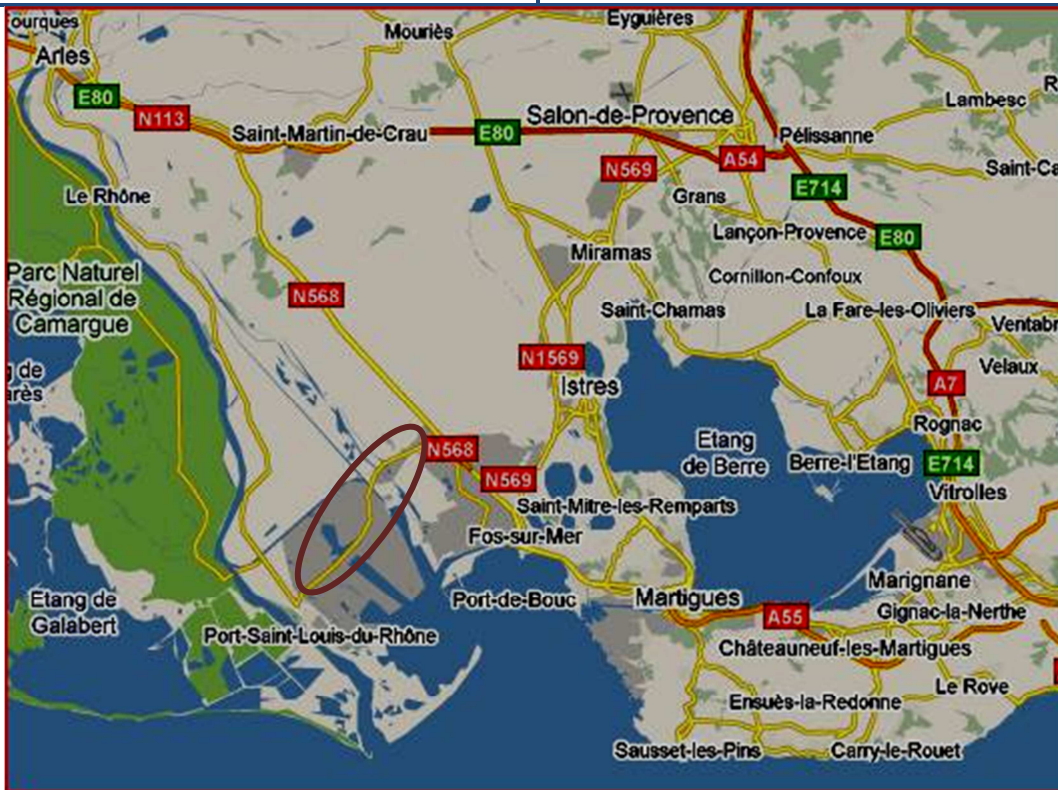 Mouriès
Eyguières
Arles
E80
N113
Saint-Martin-de-Crau
E80
Salon-de-Provence
Lambesc
Pélissanne
A54
N569
E714
Le Rhône
Grans
Lançon-Provence
E80
Miramas
Cornillon-Confoux
Parc Naturel
Régional de
Camargue
N568
Saint-Chamas
La Fare-les-Oliviers
N1569
Istres
Velaux
A7
Rognac
N568
Etang
de Berre
Berre-l'Etang
E714
N569
Vitrolles
Saint-Mitre-les-Remparts
Fos-sur-Mer
Marignane
Etang de
Galabert
Port-de-Bouc
Martigues
A55
Gignac-la-Nerthe
Port-Saint-Louis-du-Rhône
Châteauneuf-les-Martigues
Le Rove
Ensuès-la-Redonne
Sausset-les-Pins
Carry-le-Rouet